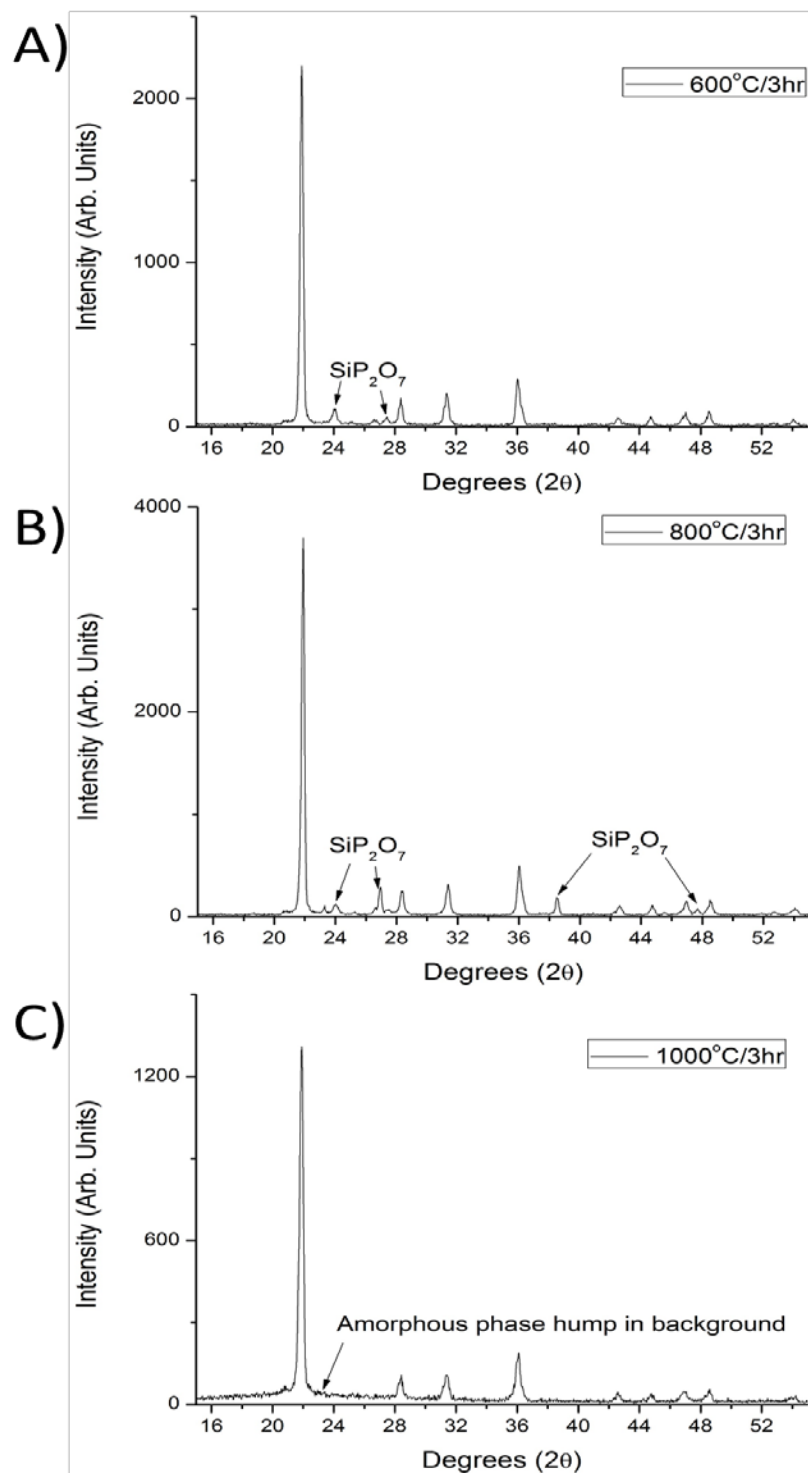 A)
600°C/3hr
2000
1000
0
Intensity (Arb. Units)
SiP₂O₇
16 20 24 28 32 36 40 44 48 52
Degrees (2θ)
B)
800°C/3hr
4000
2000
0
Intensity (Arb. Units)
SiP₂O₇
SiP₂O₇
16 20 24 28 32 36 40 44 48 52
Degrees (2θ)
C)
1000°C/3hr
1200
600
0
Intensity (Arb. Units)
Amorphous phase hump in background
16 20 24 28 32 36 40 44 48 52
Degrees (2θ)